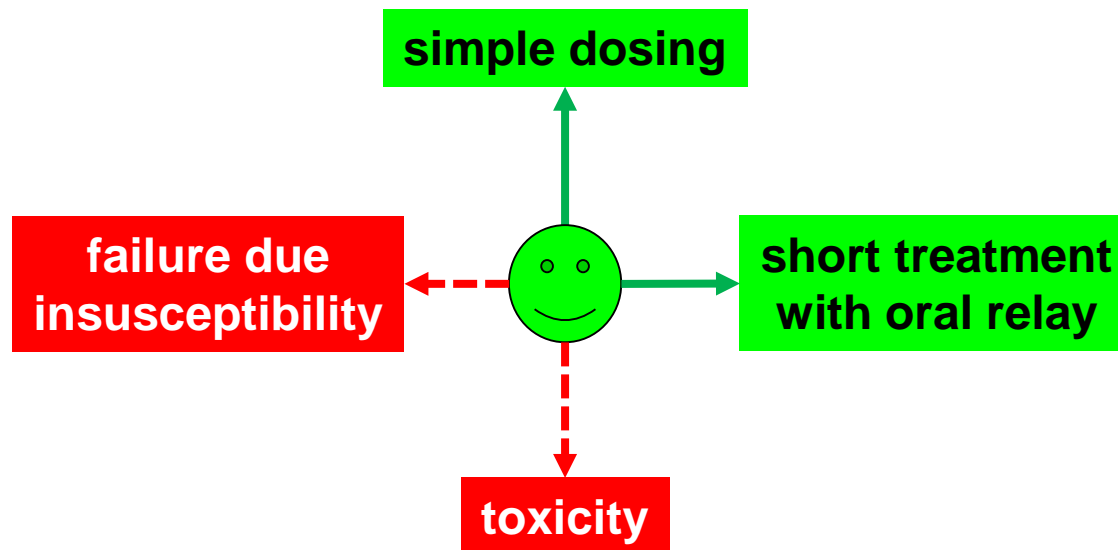 simple dosing
failure due
insusceptibility
short treatment
with oral relay
toxicity